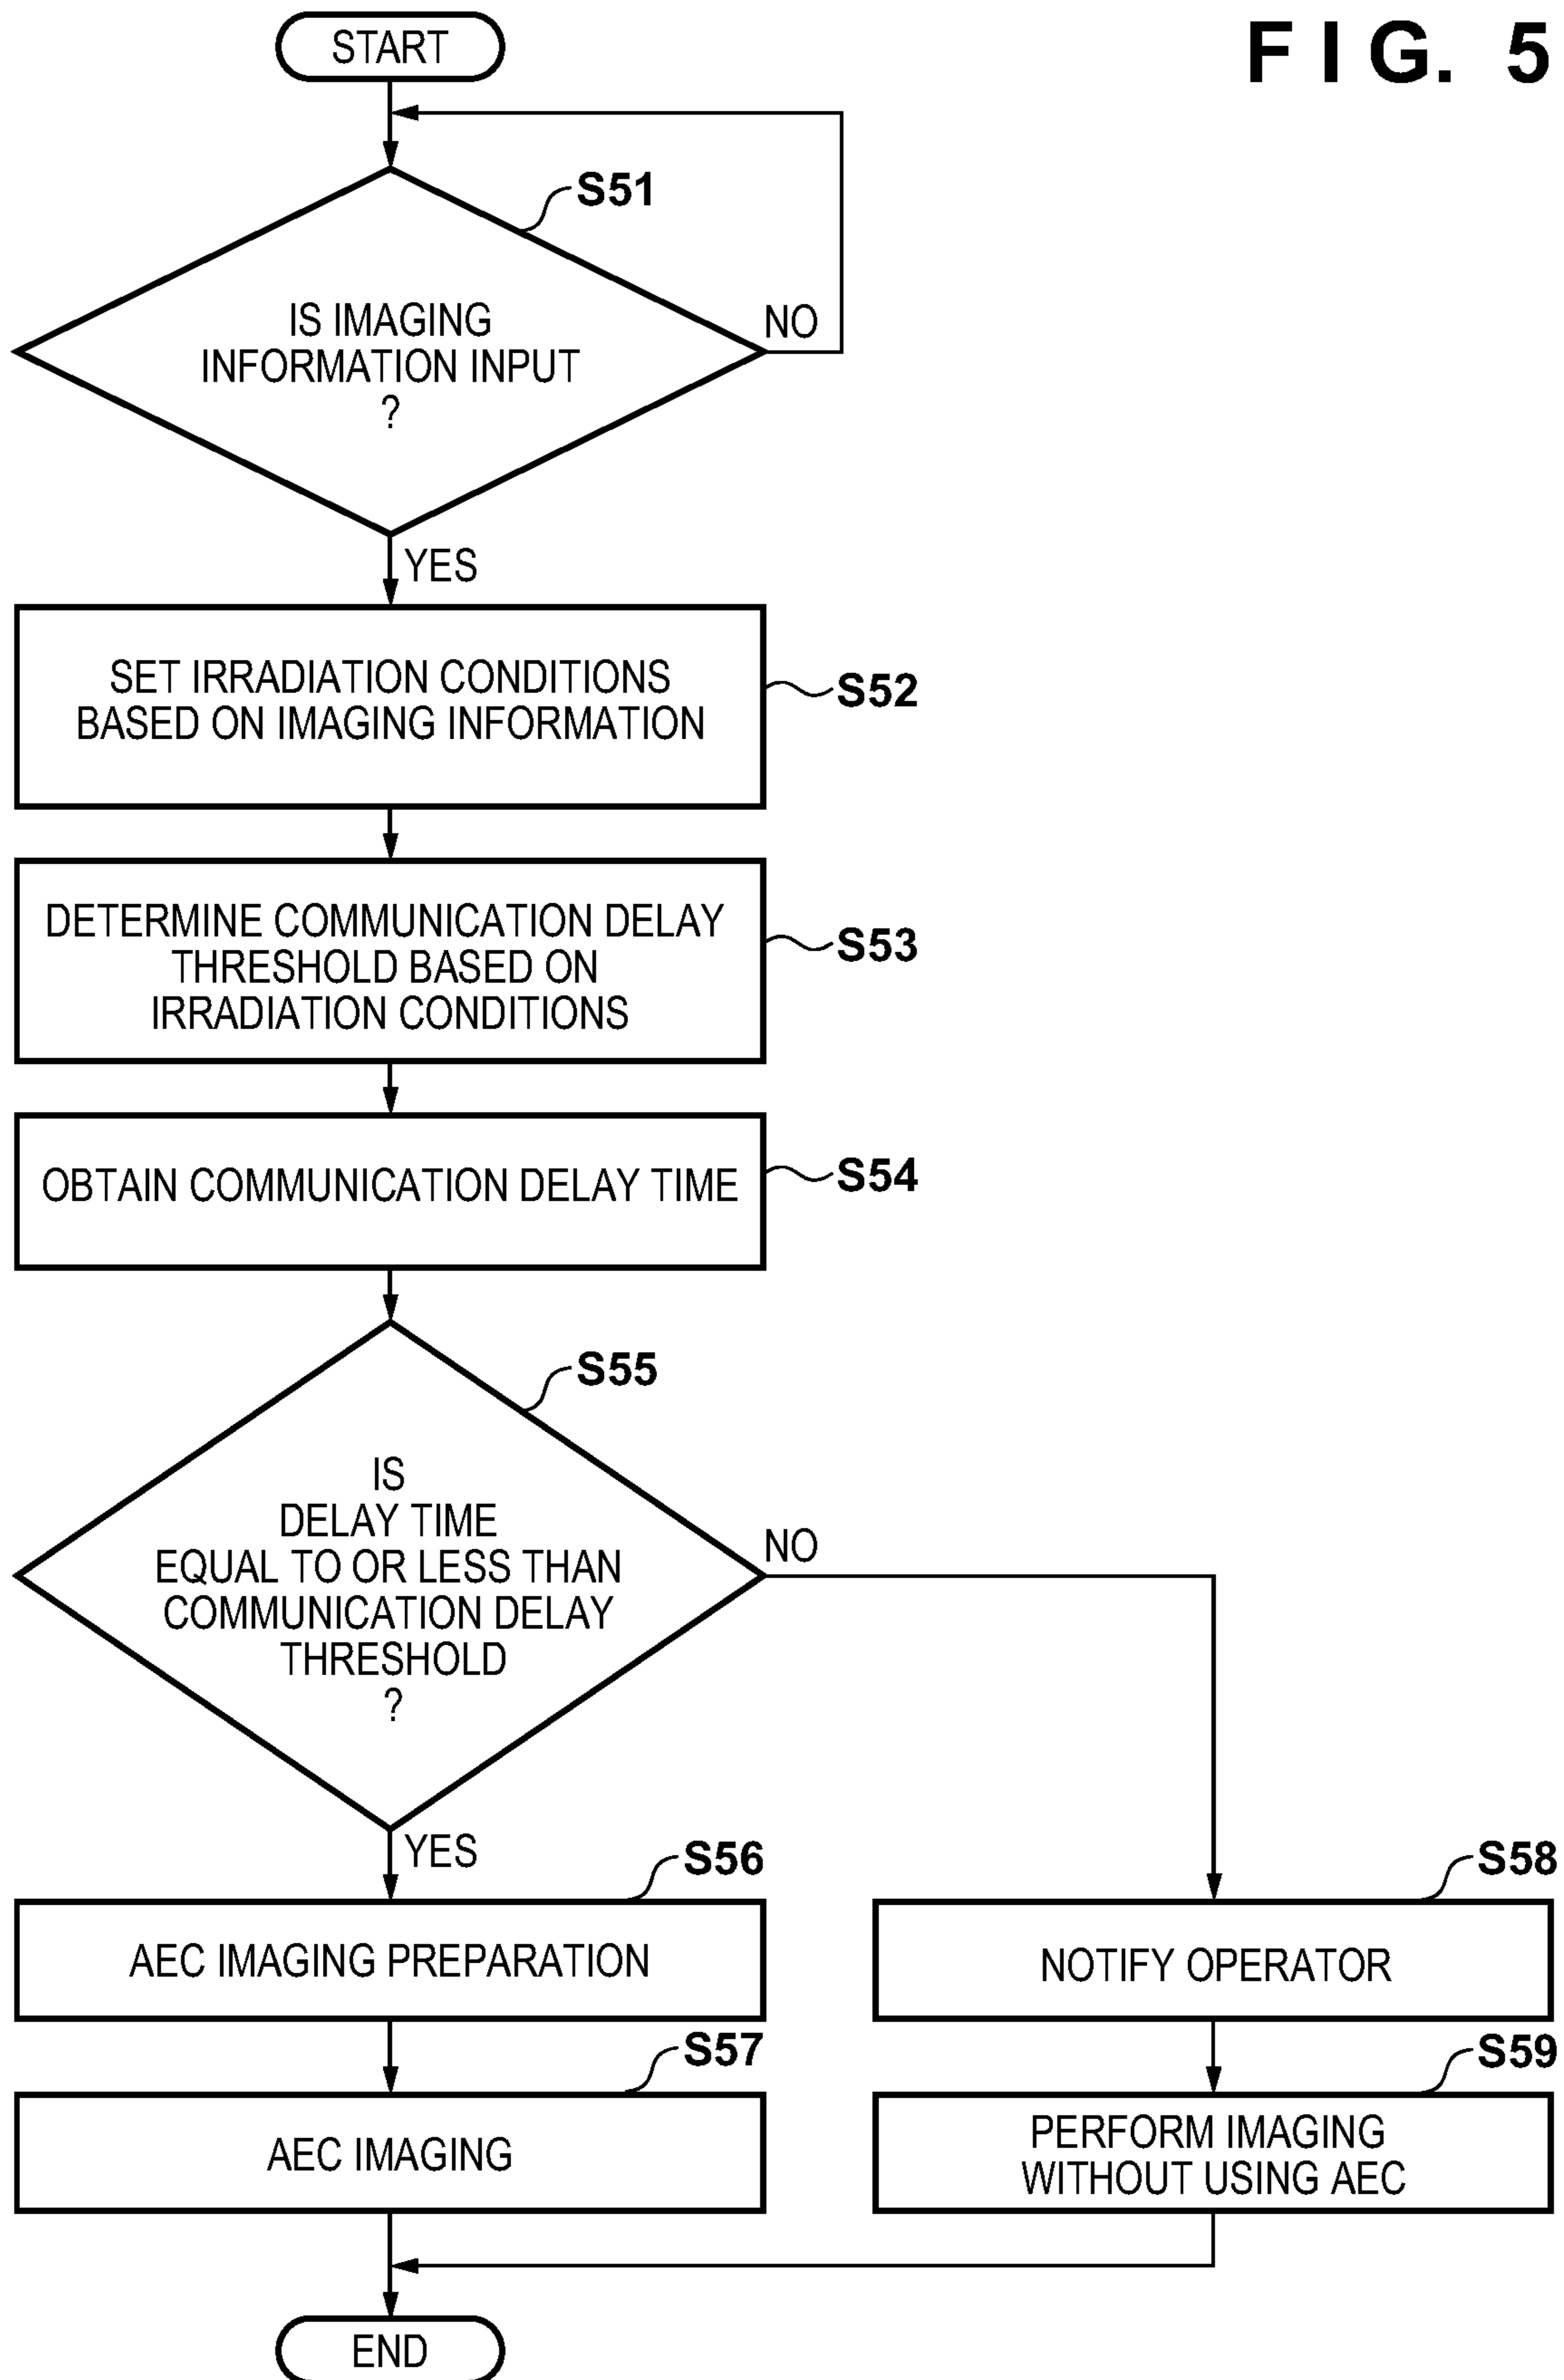 FIG. 5
START
S51
IS IMAGING
INFORMATION INPUT
?
NO
YES
SET IRRADIATION CONDITIONS
BASED ON IMAGING INFORMATION
S52
DETERMINE COMMUNICATION DELAY
THRESHOLD BASED ON
IRRADIATION CONDITIONS
S53
OBTAIN COMMUNICATION DELAY TIME
S54
S55
IS
DELAY TIME
EQUAL TO OR LESS THAN
COMMUNICATION DELAY
THRESHOLD
?
NO
YES
S56
AEC IMAGING PREPARATION
S58
NOTIFY OPERATOR
S57
AEC IMAGING
S59
PERFORM IMAGING
WITHOUT USING AEC
END